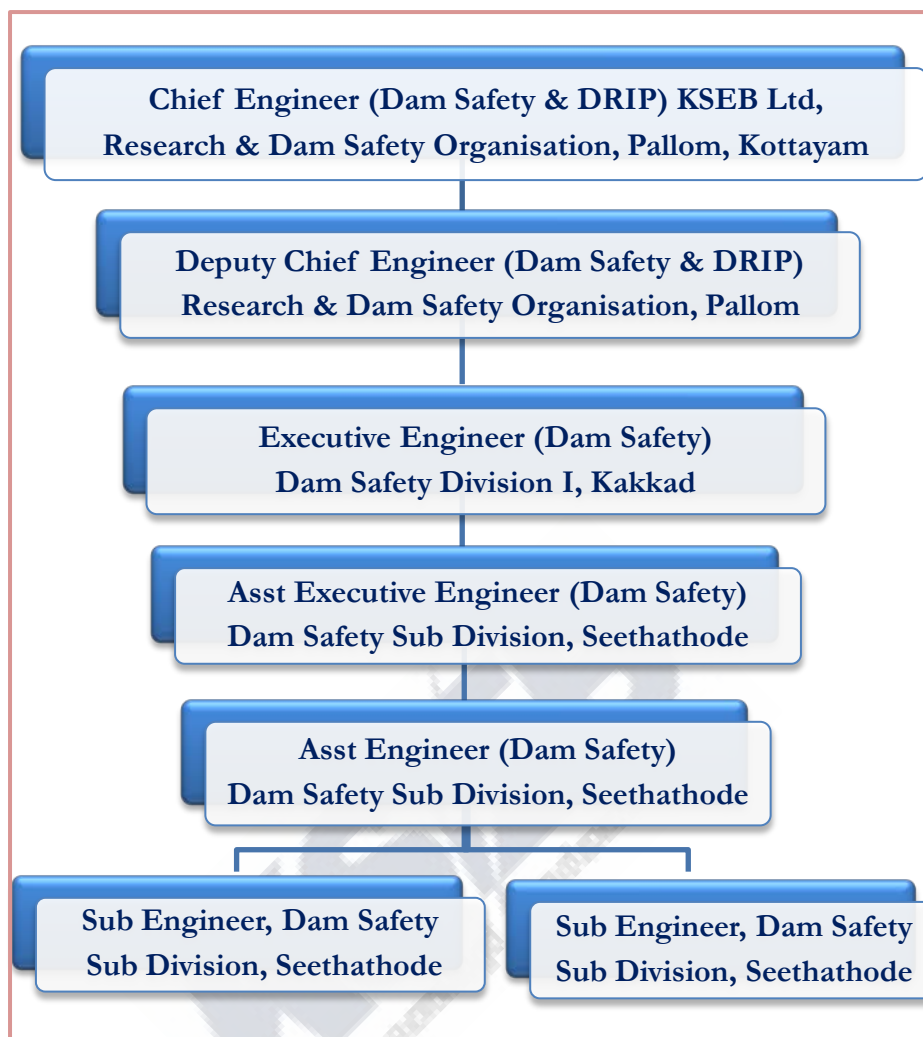 Chief Engineer (Dam Safety & DRIP) KSEB Ltd,
Research & Dam Safety Organisation, Pallom, Kottayam
Deputy Chief Engineer (Dam Safety & DRIP)
Research & Dam Safety Organisation, Pallom
Executive Engineer (Dam Safety)
Dam Safety Division I, Kakkad
Asst Executive Engineer (Dam Safety)
Dam Safety Sub Division, Seethathode
Asst Engineer (Dam Safety)
Dam Safety Sub Division, Seethathode
Sub Engineer, Dam Safety
Sub Division, Seethathode
Sub Engineer, Dam Safety
Sub Division, Seethathode